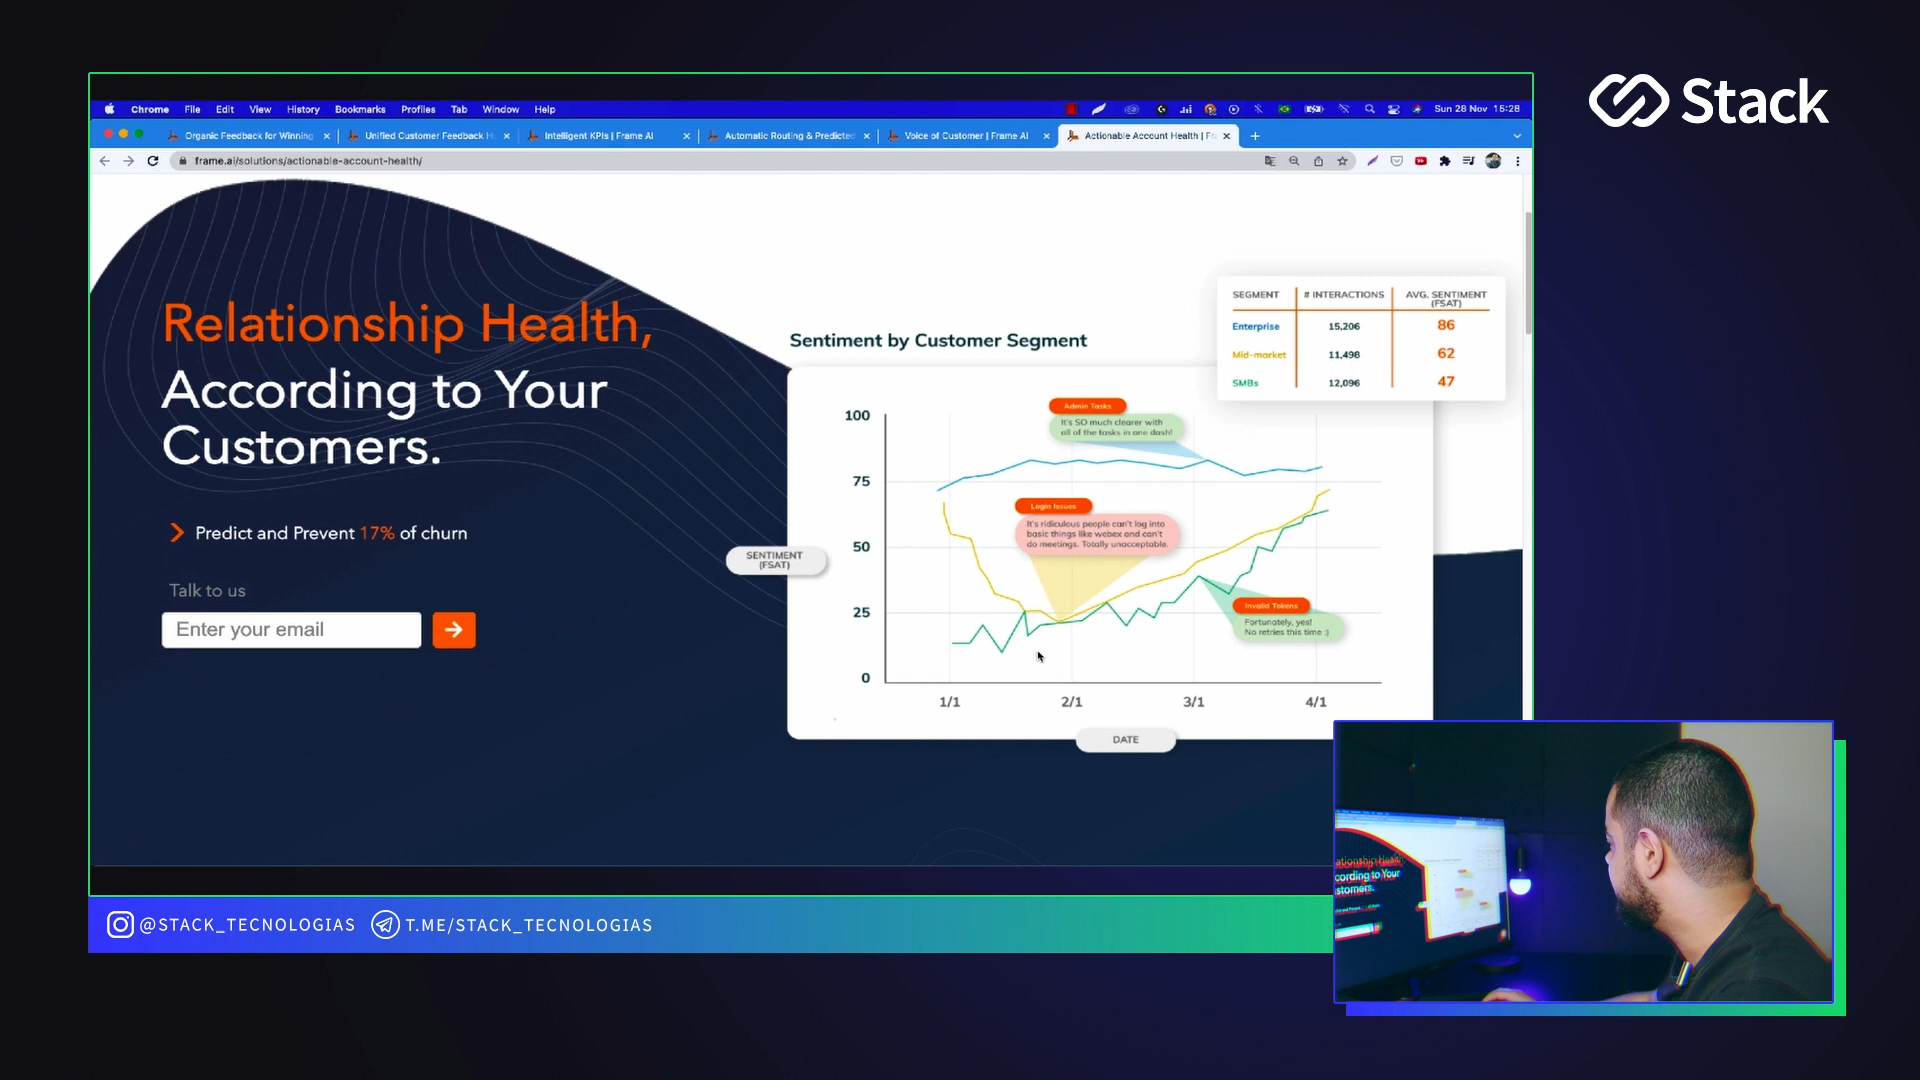 Stack
Chrome File Edit View History Bookmarks Profiles Tab Window Help
Sun 28 Nov 15:28
Organic Feedback for Winning
Unified Customer Feedback H
Intelligent KPIs | Frame AI
Automatic Routing & Predicted
Voice of Customer | Frame AI
Actionable Account Health | Fr
frame.ai/solutions/actionable-account-health/
Relationship Health,
According to Your
Customers.
Predict and Prevent 17% of churn
Talk to us
Enter your email
Sentiment by Customer Segment
SEGMENT # INTERACTIONS AVG. SENTIMENT
(FSAT)
Enterprise 15,206 86
Mid-market 11,498 62
SMBs 12,096 47
100
75
50
25
0
SENTIMENT
(FSAT)
Admin Tasks
It's SO much clearer with
all of the tasks in one dash!
Login Issues
It's ridiculous people can't log into
basic things like webex and can't
do meetings. Totally unacceptable.
Invalid Tokens
Fortunately, yes!
No retries this time :)
1/1 2/1 3/1 4/1
DATE
@STACK_TECNOLOGIAS T.ME/STACK_TECNOLOGIAS
ationship Health,
cording to Your
stomers.